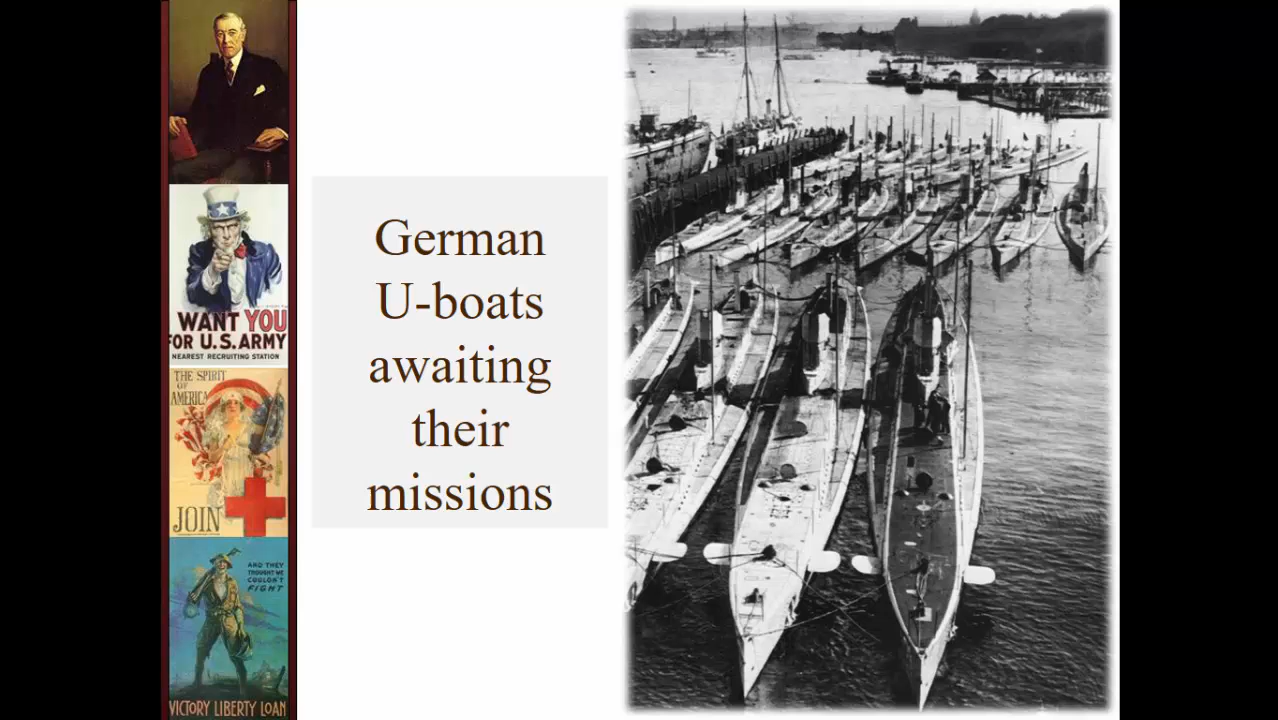 WANT YOU
FOR U.S. ARMY
NEAREST RECRUITING STATION
THE SPIRIT
OF
AMERICA
JOIN
AND THEY
THOUGHT WE
COULDN'T
FIGHT
VICTORY LIBERTY LOAN
German
U-boats
awaiting
their
missions